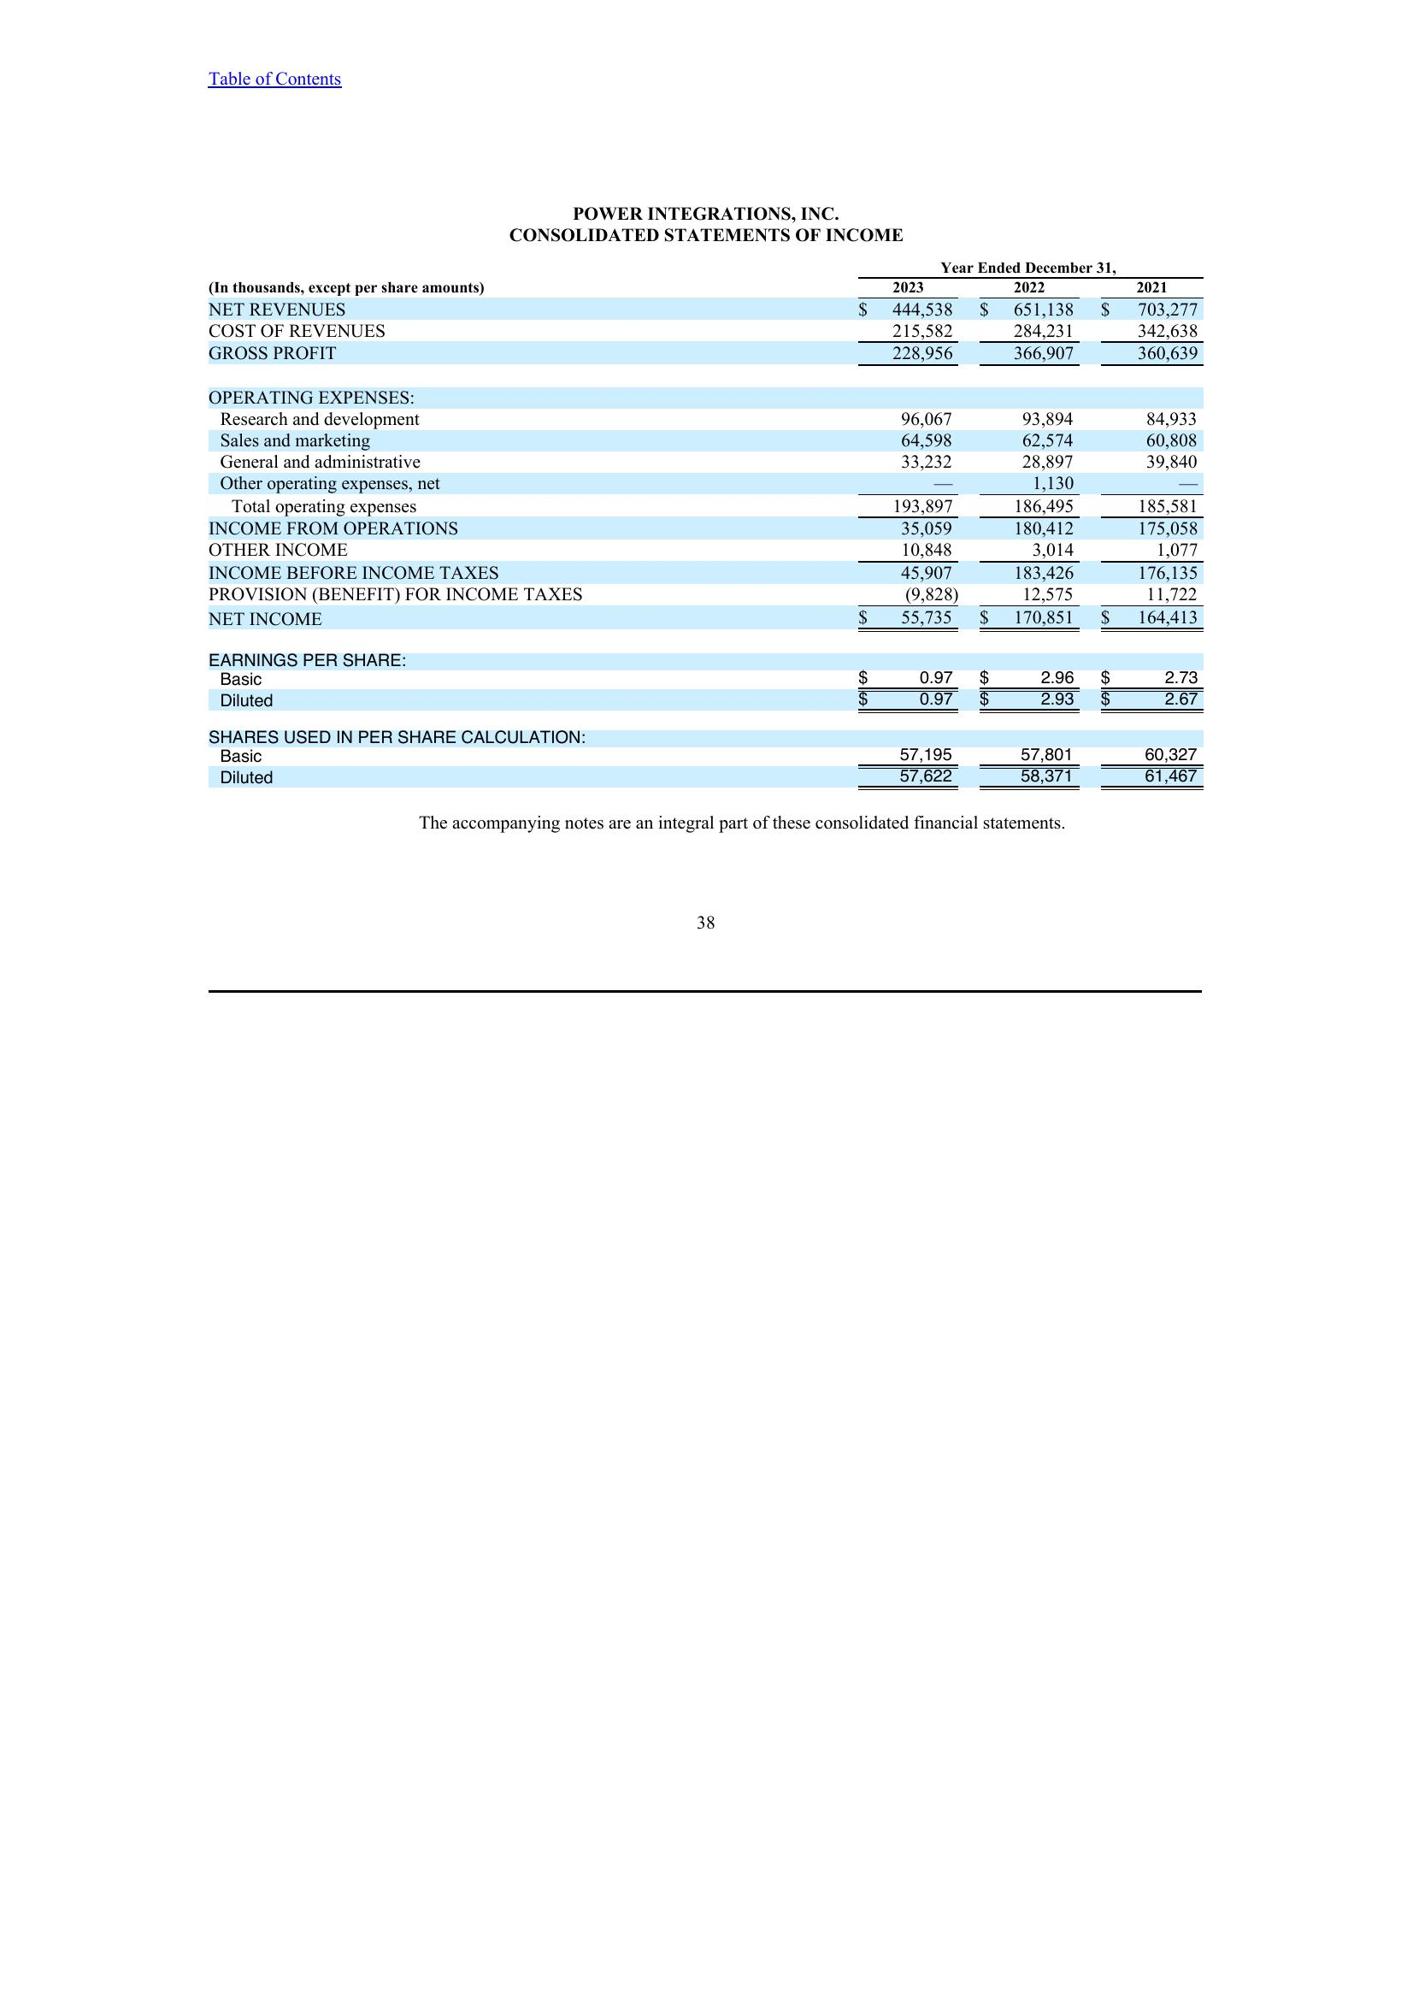 Table of Contents
POWER INTEGRATIONS, INC.
CONSOLIDATED STATEMENTS OF INCOME
Year Ended December 31,
(In thousands, except per share amounts) 2023 2022 2021
NET REVENUES $ 444,538 $ 651,138 $ 703,277
COST OF REVENUES 215,582 284,231 342,638
GROSS PROFIT 228,956 366,907 360,639
OPERATING EXPENSES:
Research and development 96,067 93,894 84,933
Sales and marketing 64,598 62,574 60,808
General and administrative 33,232 28,897 39,840
Other operating expenses, net — 1,130 —
Total operating expenses 193,897 186,495 185,581
INCOME FROM OPERATIONS 35,059 180,412 175,058
OTHER INCOME 10,848 3,014 1,077
INCOME BEFORE INCOME TAXES 45,907 183,426 176,135
PROVISION (BENEFIT) FOR INCOME TAXES (9,828) 12,575 11,722
NET INCOME $ 55,735 $ 170,851 $ 164,413
EARNINGS PER SHARE:
Basic $ 0.97 $ 2.96 $ 2.73
Diluted $ 0.97 $ 2.93 $ 2.67
SHARES USED IN PER SHARE CALCULATION:
Basic 57,195 57,801 60,327
Diluted 57,622 58,371 61,467
The accompanying notes are an integral part of these consolidated financial statements.
38